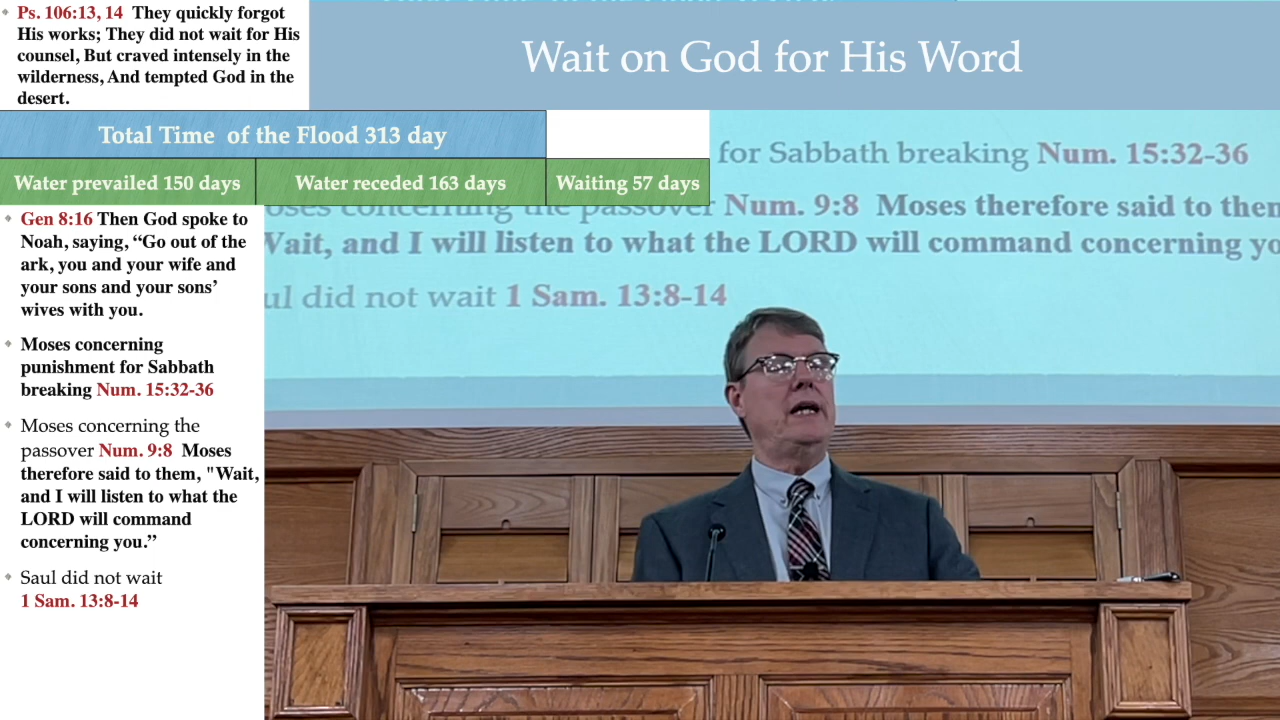 Ps. 106:13, 14 They quickly forgot
His works; They did not wait for His
counsel, But craved intensely in the
wilderness, And tempted God in the
desert.
Wait on God for His Word
Total Time of the Flood 313 day
Water prevailed 150 days
Water receded 163 days
Waiting 57 days
Gen 8:16 Then God spoke to
Noah, saying, “Go out of the
ark, you and your wife and
your sons and your sons’
wives with you.
Moses concerning
punishment for Sabbath
breaking Num. 15:32-36
Moses concerning the
passover Num. 9:8 Moses
therefore said to them, "Wait,
and I will listen to what the
LORD will command
concerning you.”
Saul did not wait
1 Sam. 13:8-14
for Sabbath breaking Num. 15:32-36
concerning the passover Num. 9:8 Moses therefore said to
Wait, and I will listen to what the LORD will command concerning
did not wait 1 Sam. 13:8-14